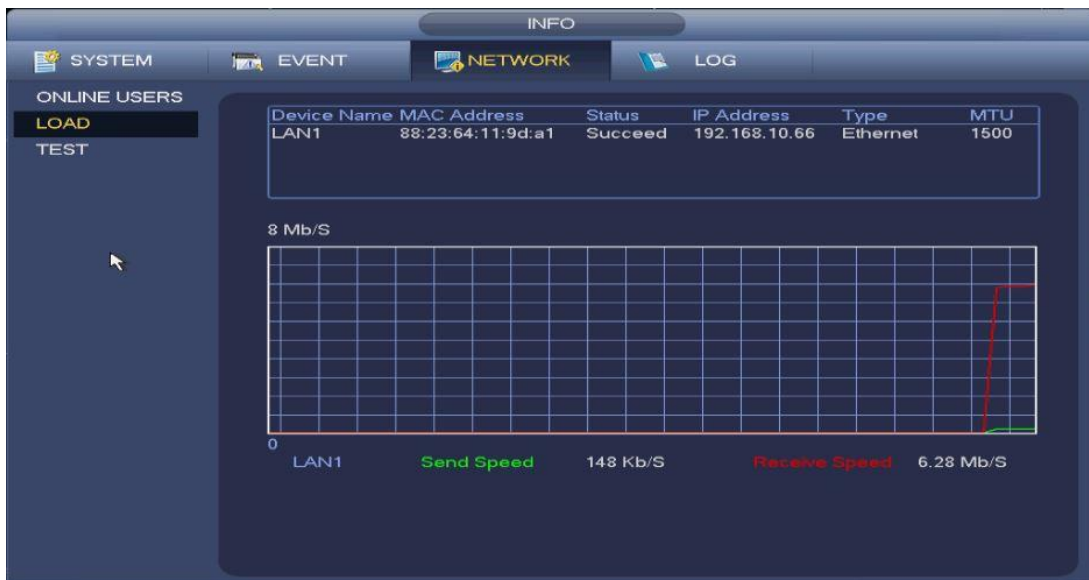 INFO
SYSTEM EVENT NETWORK LOG
ONLINE USERS
LOAD
TEST
Device Name MAC Address Status IP Address Type MTU
LAN1 88:23:64:11:9d:a1 Succeed 192.168.10.66 Ethernet 1500
8 Mb/S
0
LAN1 Send Speed 148 Kb/S Receive Speed 6.28 Mb/S